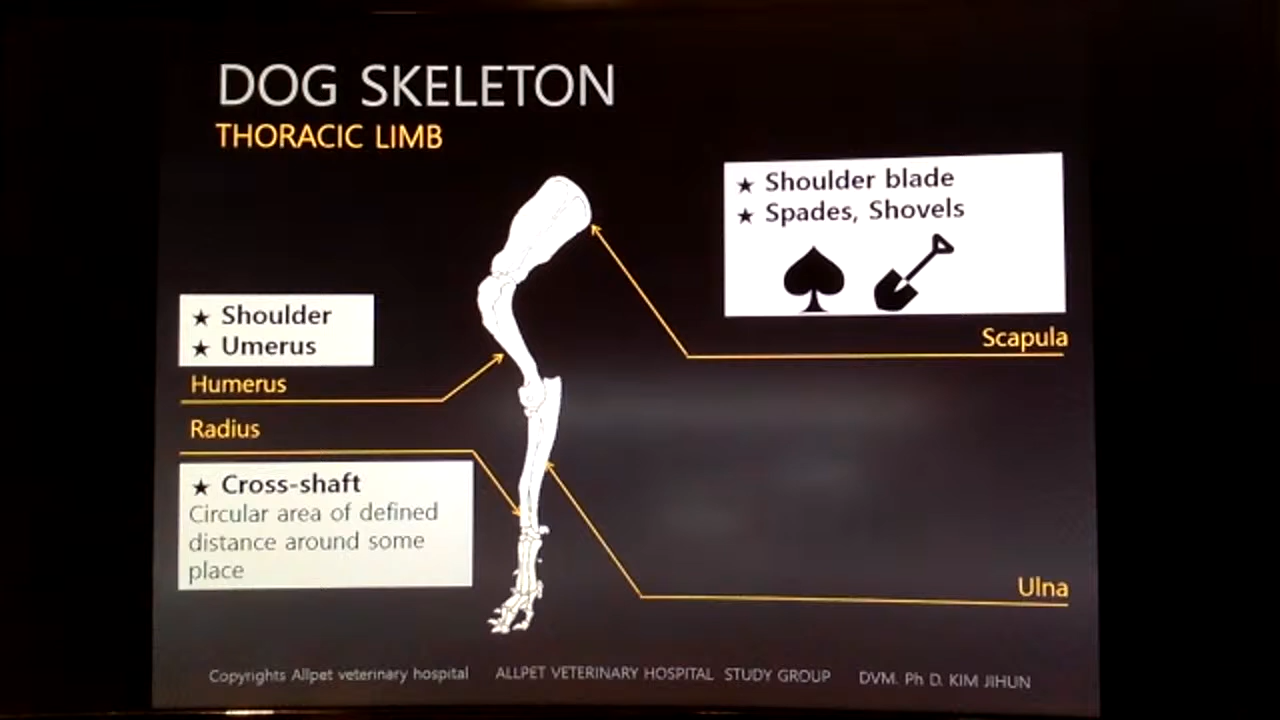 DOG SKELETON
THORACIC LIMB
★ Shoulder blade
★ Spades, Shovels
Scapula
★ Shoulder
★ Umerus
Humerus
Radius
★ Cross-shaft
Circular area of defined
distance around some
place
Ulna
Copyrights Allpet veterinary hospital ALLPET VETERINARY HOSPITAL STUDY GROUP DVM. Ph D. KIM JIHUN